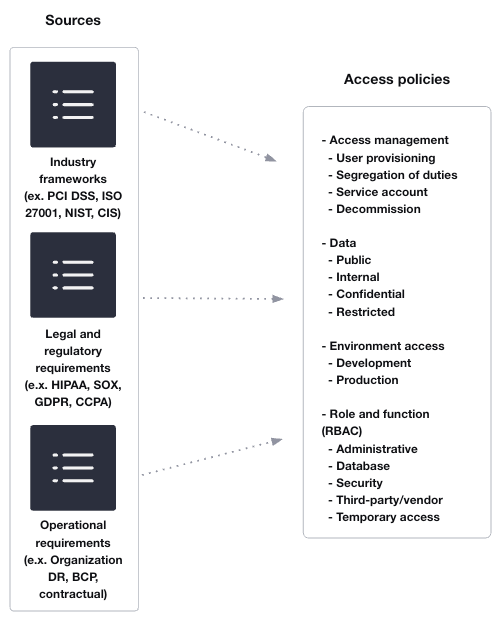 Sources
Industry
frameworks
(ex. PCI DSS, ISO
27001, NIST, CIS)
Legal and
regulatory
requirements
(e.x. HIPAA, SOX,
GDPR, CCPA)
Operational
requirements
(e.x. Organization
DR, BCP,
contractual)
Access policies
- Access management
- User provisioning
- Segregation of duties
- Service account
- Decommission
- Data
- Public
- Internal
- Confidential
- Restricted
- Environment access
- Development
- Production
- Role and function
(RBAC)
- Administrative
- Database
- Security
- Third-party/vendor
- Temporary access